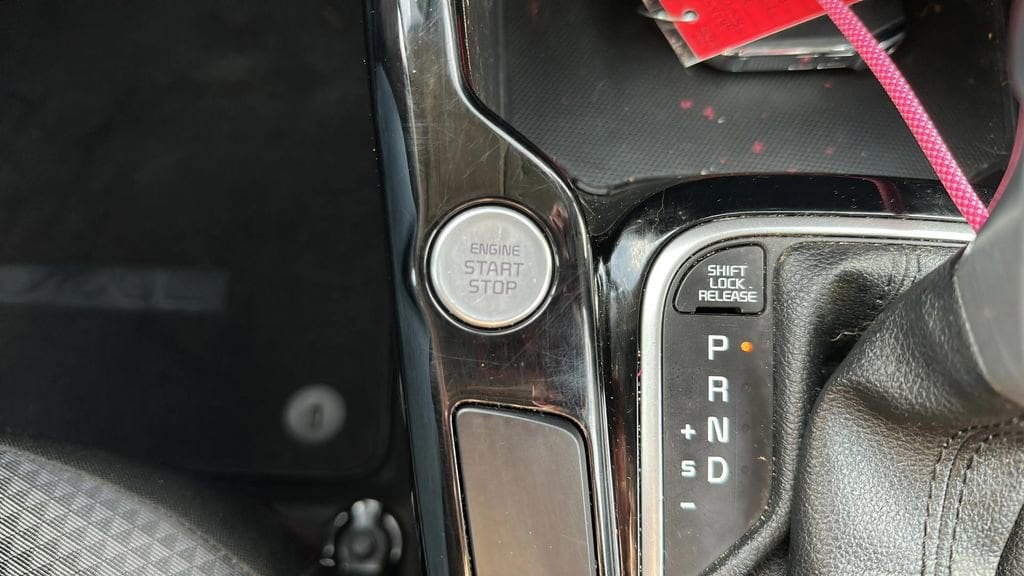 ENGINE
START
STOP
SHIFT
LOCK
RELEASE
P
R
+ N
S D
-